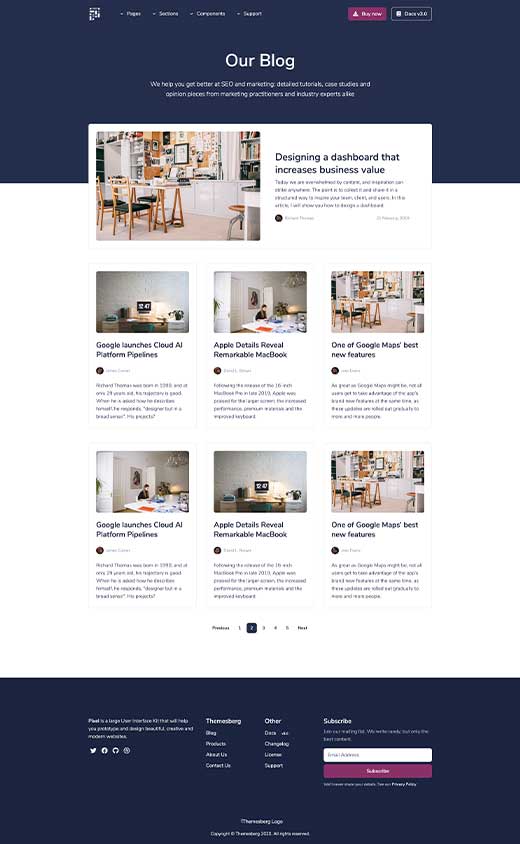 Pages Sections Components Support Buy now Docs v3.0
Our Blog
We help you get better at SEO and marketing: detailed tutorials, case studies and
opinion pieces from marketing practitioners and industry experts alike
Designing a dashboard that
increases business value
Today we are overwhelmed by content, and inspiration can
strike anywhere. The point is to collect it and share it in a
structured way to inspire your team, client, and users. In this
article, I will show you how to design a dashboard.
Richard Thomas
12:47
Google launches Cloud AI
Platform Pipelines
James Curran
Richard Thomas was born in 1990, and at
only 29 years old, his trajectory is good.
When he is asked how he describes
himself, he responds, "designer but in a
broad sense". His projects?
Apple Details Reveal
Remarkable MacBook
Following the release of the 16-inch
MacBook Pro in late 2019, Apple was
praised for the larger screen, the increased
performance, premium materials and the
improved keyboard.
One of Google Maps' best
new features
Jose Evans
As great as Google Maps might be, not all
users get to take advantage of the app's
brand new features at the same time, as
these updates are rolled out gradually to
more and more people.
Google launches Cloud AI
Platform Pipelines
James Curran
Richard Thomas was born in 1990, and at
only 29 years old, his trajectory is good.
When he is asked how he describes
himself, he responds, "designer but in a
broad sense". His projects?
12:47
Apple Details Reveal
Remarkable MacBook
Following the release of the 16-inch
MacBook Pro in late 2019, Apple was
praised for the larger screen, the increased
performance, premium materials and the
improved keyboard.
One of Google Maps' best
new features
Jose Evans
As great as Google Maps might be, not all
users get to take advantage of the app's
brand new features at the same time, as
these updates are rolled out gradually to
more and more people.
Previous 1 2 3 4 5 Next
Pixel is a large User Interface Kit that will help
you prototype and design beautiful, creative and
modern websites.
Themesberg
Blog
Products
About Us
Contact Us
Other
Docs
Changelog
License
Support
Subscribe
Join our mailing list. We write rarely, but only the
best content.
Email Address
Subscribe
We'll never share your details. See our Privacy Policy
Themesberg Logo
Copyright © Themesberg 2020. All rights reserved.